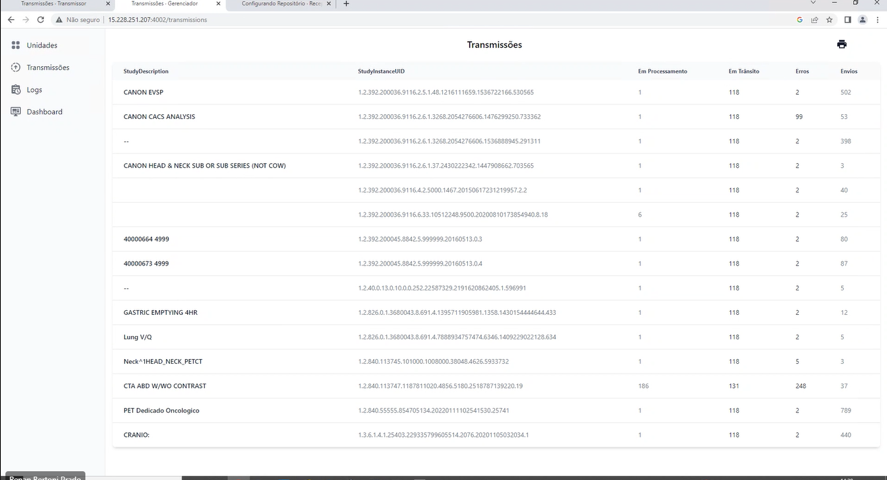 Transmissões - Transmissor
Transmissões - Gerenciador
Configurando Repositório - Reco
Não seguro 15.228.251.207:4002/transmissions
Unidades
Transmissões
Logs
Dashboard
Transmissões
StudyDescription StudyInstanceUID Em Processamento Em Trânsito Erros Envios
CANON EVSP 1.2.392.200036.9116.2.5.1.48.1216111659.1536722166.530565 1 118 2 502
CANON CACS ANALYSIS 1.2.392.200036.9116.2.6.1.3268.2054276606.1476299250.733362 1 118 99 53
-- 1.2.392.200036.9116.2.6.1.3268.2054276606.1536888945.291311 1 118 2 398
CANON HEAD & NECK SUB OR SUB SERIES (NOT COW) 1.2.392.200036.9116.2.6.1.37.2430222342.1447908662.703565 1 118 2 3
1.2.392.200036.9116.4.2.5000.1467.20150617231219957.2.2 1 118 2 40
1.2.392.200036.9116.6.33.10512248.9500.20200810173854940.8.18 6 118 2 25
40000664 4999 1.2.392.200045.8842.5.999999.20160513.0.3 1 118 2 80
40000673 4999 1.2.392.200045.8842.5.999999.20160513.0.4 1 118 2 87
-- 1.2.40.0.13.0.10.0.0.252.22587329.2191620862405.1.596991 1 118 2 5
GASTRIC EMPTYING 4HR 1.2.826.0.1.3680043.8.691.4.1395711905981.1358.1430154444644.433 1 118 2 12
Lung V/Q 1.2.826.0.1.3680043.8.691.4.7888934757474.6346.1409229022128.634 1 118 2 5
Neck^1HEAD_NECK_PETCT 1.2.840.113745.101000.1008000.38048.4626.5933732 1 118 5 3
CTA ABD W/WO CONTRAST 1.2.840.113747.1187811020.4856.5180.2518787139220.19 186 131 248 37
PET Dedicado Oncologico 1.2.840.55555.854705134.20220111102541530.25741 1 118 2 789
CRANIO: 1.3.6.1.4.1.25403.229335799605514.2076.20201105032034.1 1 118 2 440